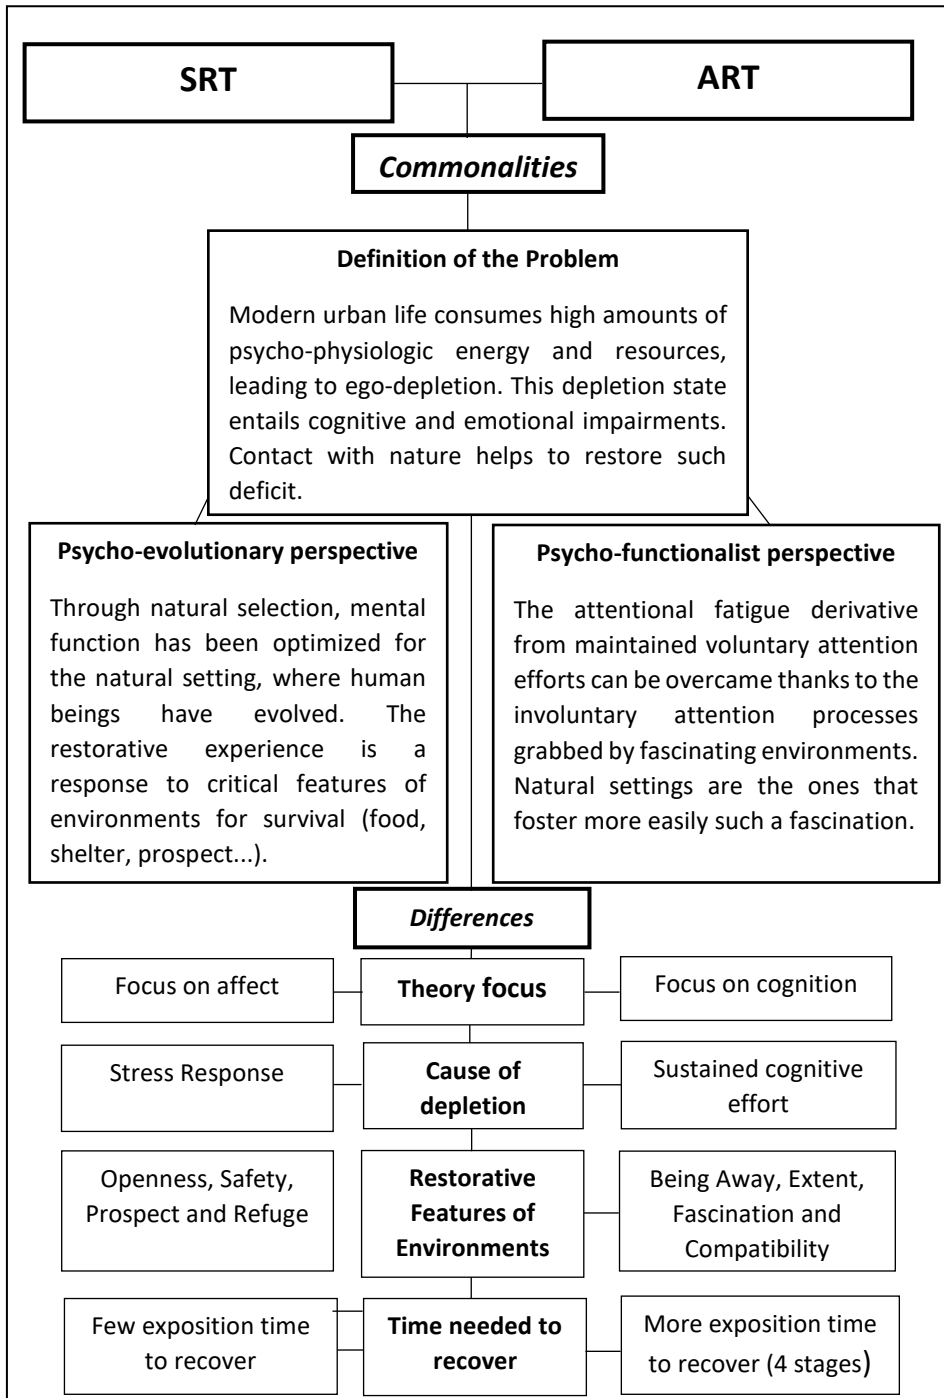 SRT
ART
Commonalities
Definition of the Problem
Modern urban life consumes high amounts of
psycho-physiologic energy and resources,
leading to ego-depletion. This depletion state
entails cognitive and emotional impairments.
Contact with nature helps to restore such
deficit.
Psycho-evolutionary perspective
Through natural selection, mental
function has been optimized for
the natural setting, where human
beings have evolved. The
restorative experience is a
response to critical features of
environments for survival (food,
shelter, prospect...).
Psycho-functionalist perspective
The attentional fatigue derivative
from maintained voluntary attention
efforts can be overcame thanks to the
involuntary attention processes
grabbed by fascinating environments.
Natural settings are the ones that
foster more easily such a fascination.
Differences
Focus on affect
Theory focus
Focus on cognition
Stress Response
Cause of
depletion
Sustained cognitive
effort
Openness, Safety,
Prospect and Refuge
Restorative
Features of
Environments
Being Away, Extent,
Fascination and
Compatibility
Few exposition time
to recover
Time needed to
recover
More exposition time
to recover (4 stages)